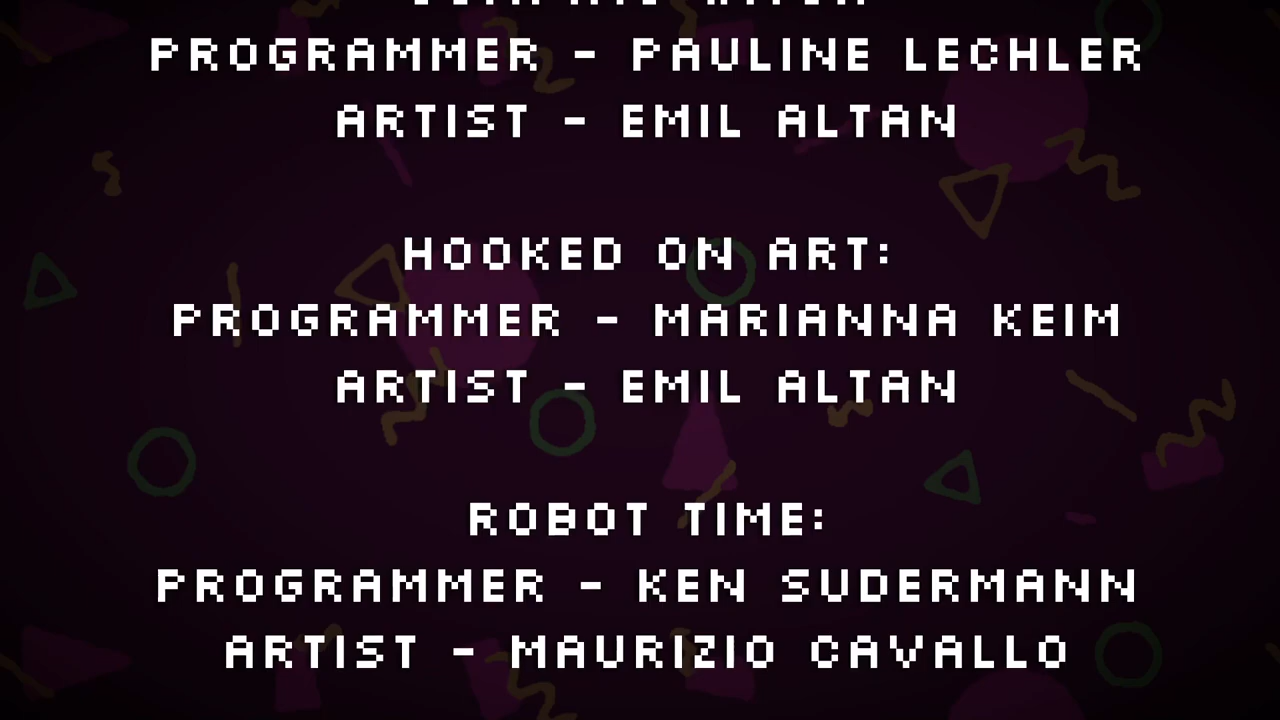 PROGRAMMER - PAULINE LECHLER
ARTIST - EMIL ALTAN
HOOKED ON ART:
PROGRAMMER - MARIANNA KEIM
ARTIST - EMIL ALTAN
ROBOT TIME:
PROGRAMMER - KEN SUDERMANN
ARTIST - MAURIZIO CAVALLO